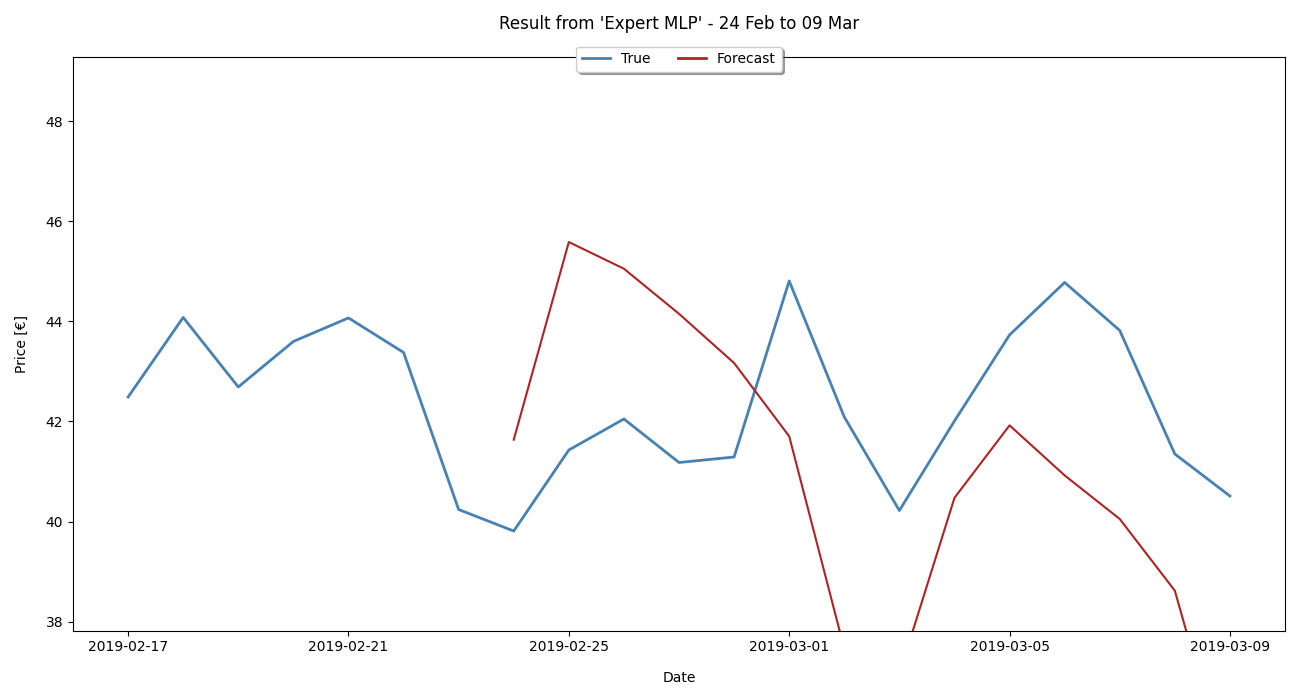 Result from 'Expert MLP' - 24 Feb to 09 Mar
True Forecast
Price [€]
48
46
44
42
40
38
2019-02-17 2019-02-21 2019-02-25 2019-03-01 2019-03-05 2019-03-09
Date